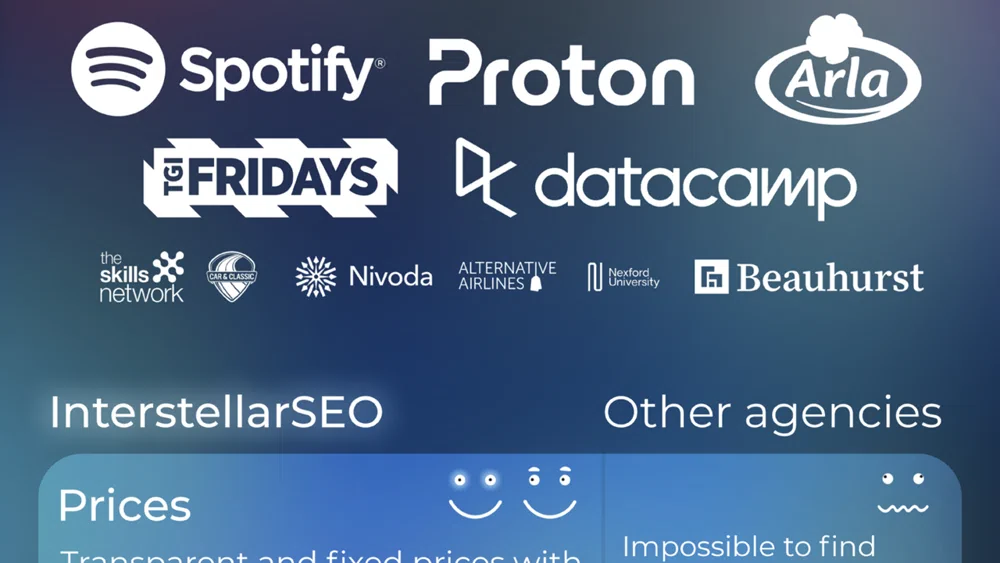 Spotify®
Proton
Arla
TGI FRIDAYS
datacamp
the
skills
network
CAR & CLASSIC
Nivoda
ALTERNATIVE
AIRLINES
Nexford
University
Beauhurst
InterstellarSEO
Other agencies
Prices
Transparent and fixed prices with
Impossible to find